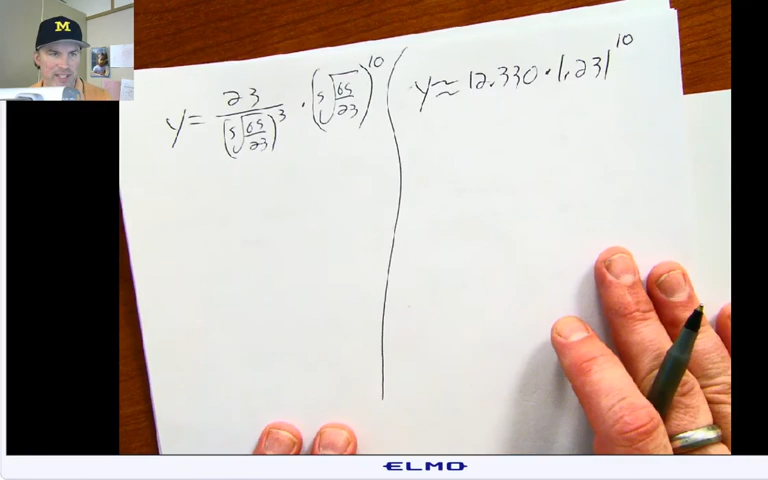 M
y = 23/(⁵√(65/23))³ · (⁵√(65/23))¹⁰
y ≈ 12.330 · 1.231¹⁰
ELMO